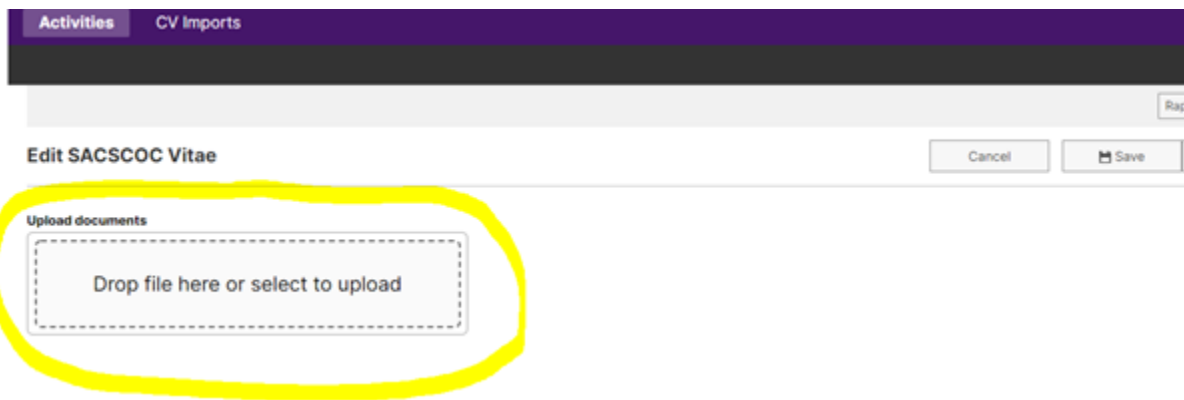 Activities CV Imports
Edit SACSCOC Vitae Cancel Save
Upload documents
Drop file here or select to upload